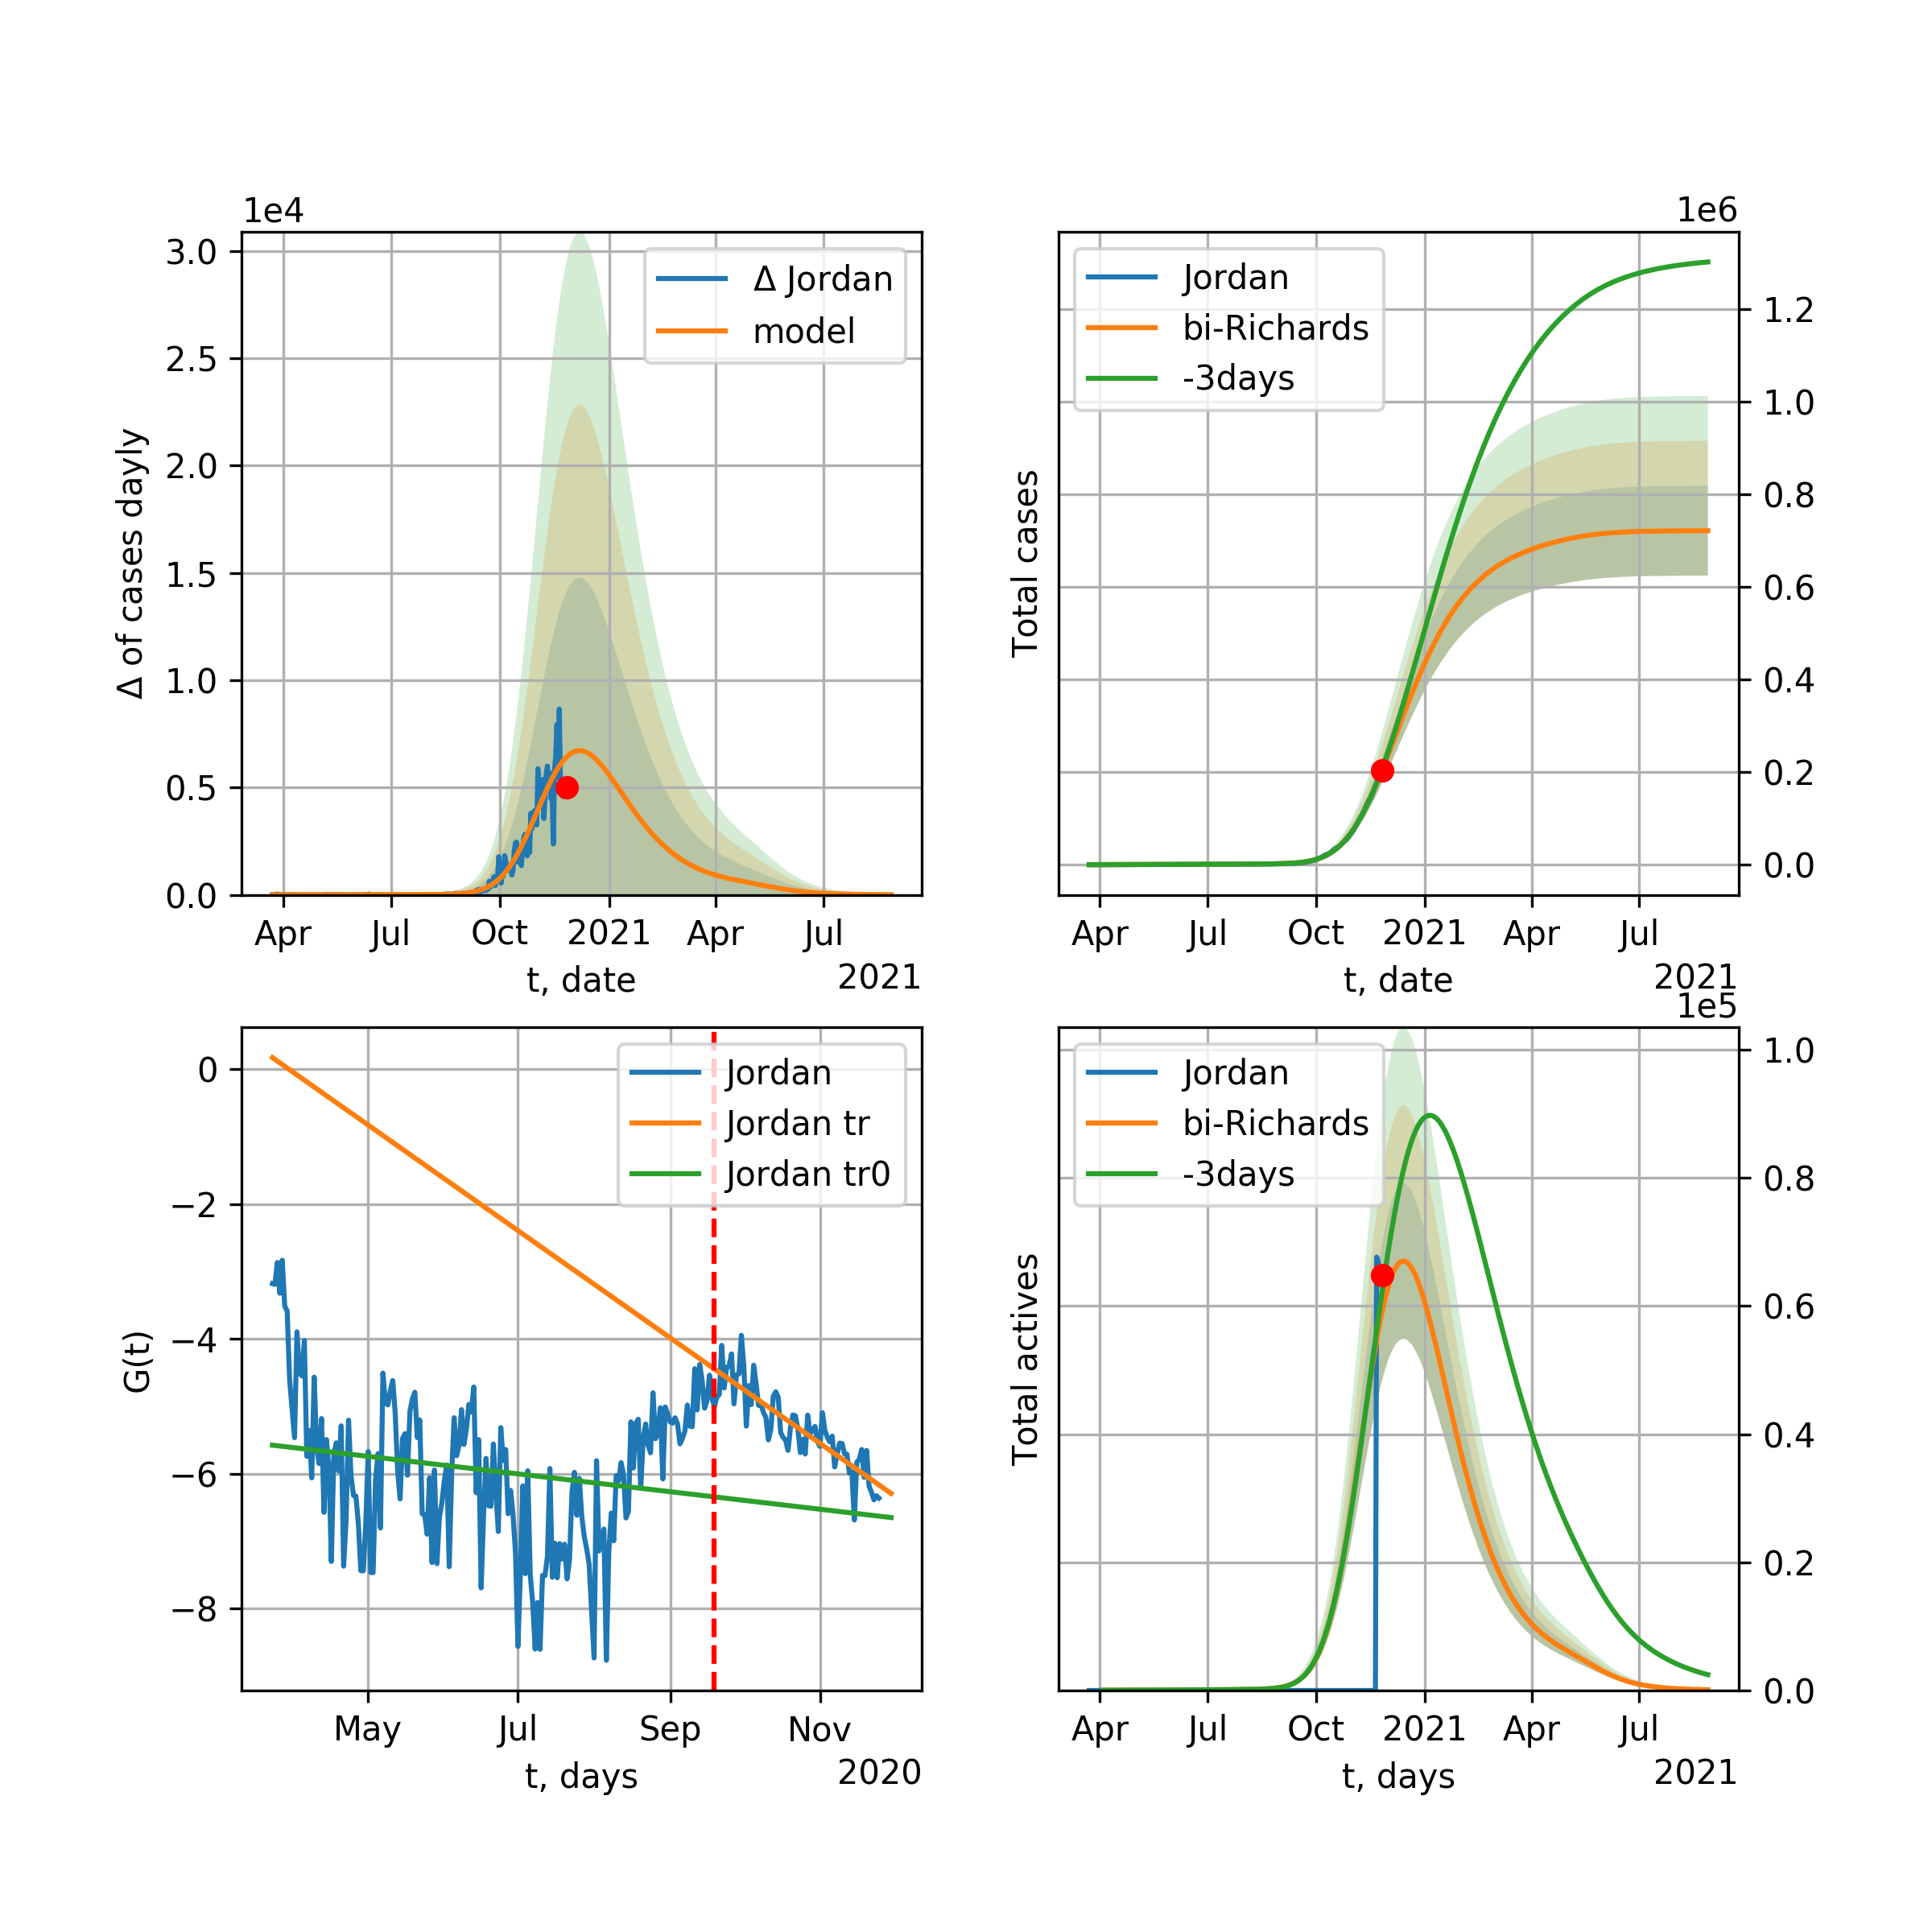 1e4
3.0
2.5
2.0
1.5
1.0
0.5
0.0
Δ of cases dayly
Δ Jordan
model
Apr Jul Oct 2021 Apr Jul
t, date
2021
1e6
Jordan
bi-Richards
-3days
Total cases
1.2
1.0
0.8
0.6
0.4
0.2
0.0
Apr Jul Oct 2021 Apr Jul
t, date
2021
0
−2
−4
−6
−8
G(t)
Jordan
Jordan tr
Jordan tr0
May Jul Sep Nov
t, days
2020
1e5
Jordan
bi-Richards
-3days
Total actives
1.0
0.8
0.6
0.4
0.2
0.0
Apr Jul Oct 2021 Apr Jul
t, days
2021